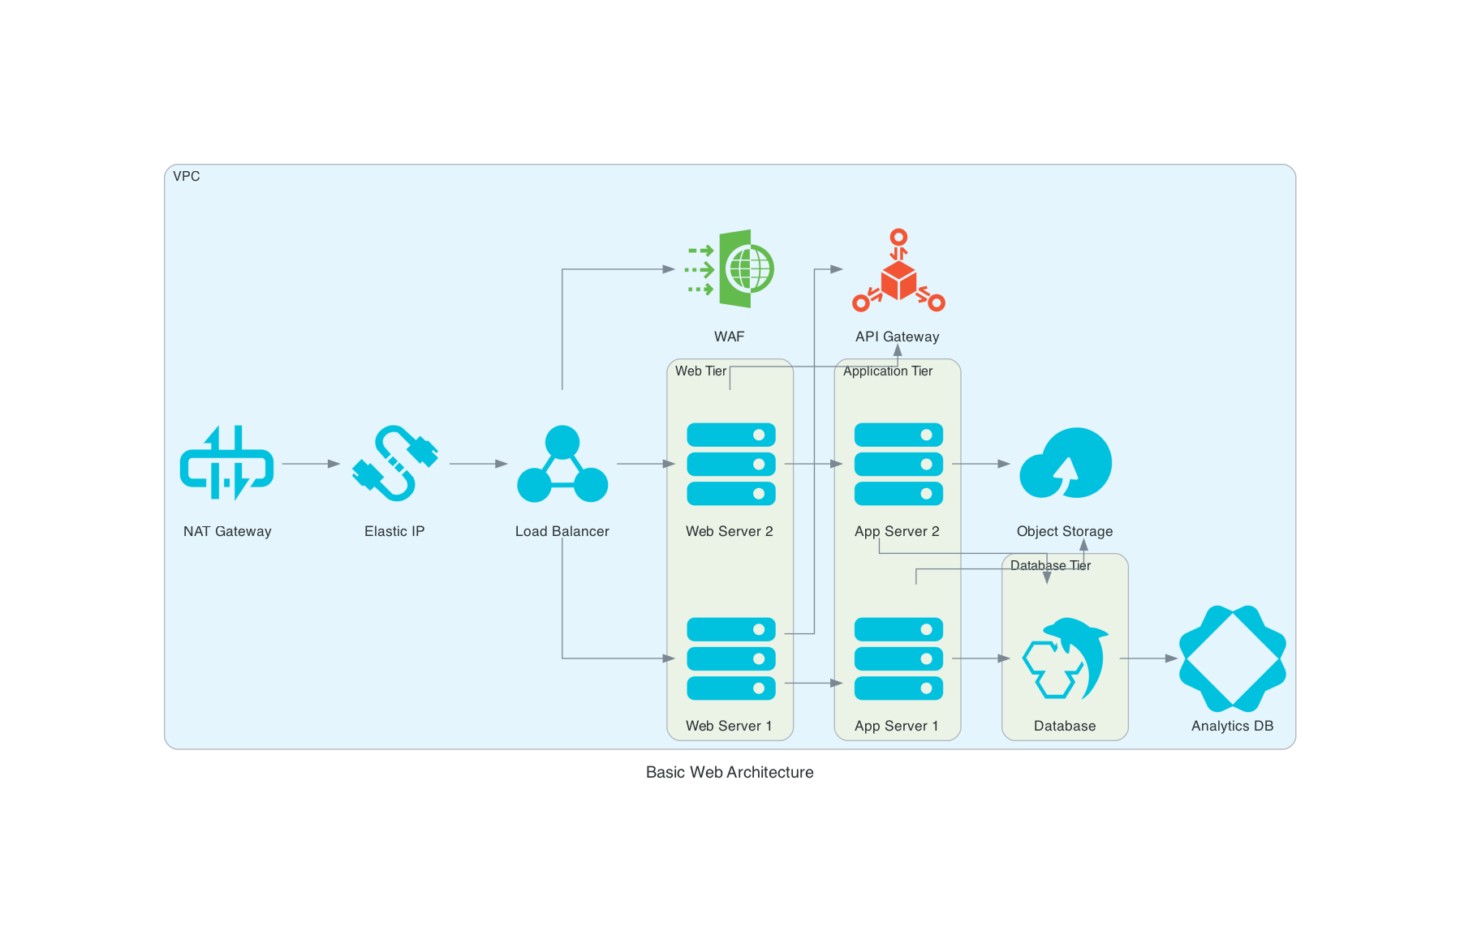 VPC
WAF
API Gateway
Web Tier
Application Tier
NAT Gateway
Elastic IP
Load Balancer
Web Server 2
App Server 2
Object Storage
Database Tier
Web Server 1
App Server 1
Database
Analytics DB
Basic Web Architecture